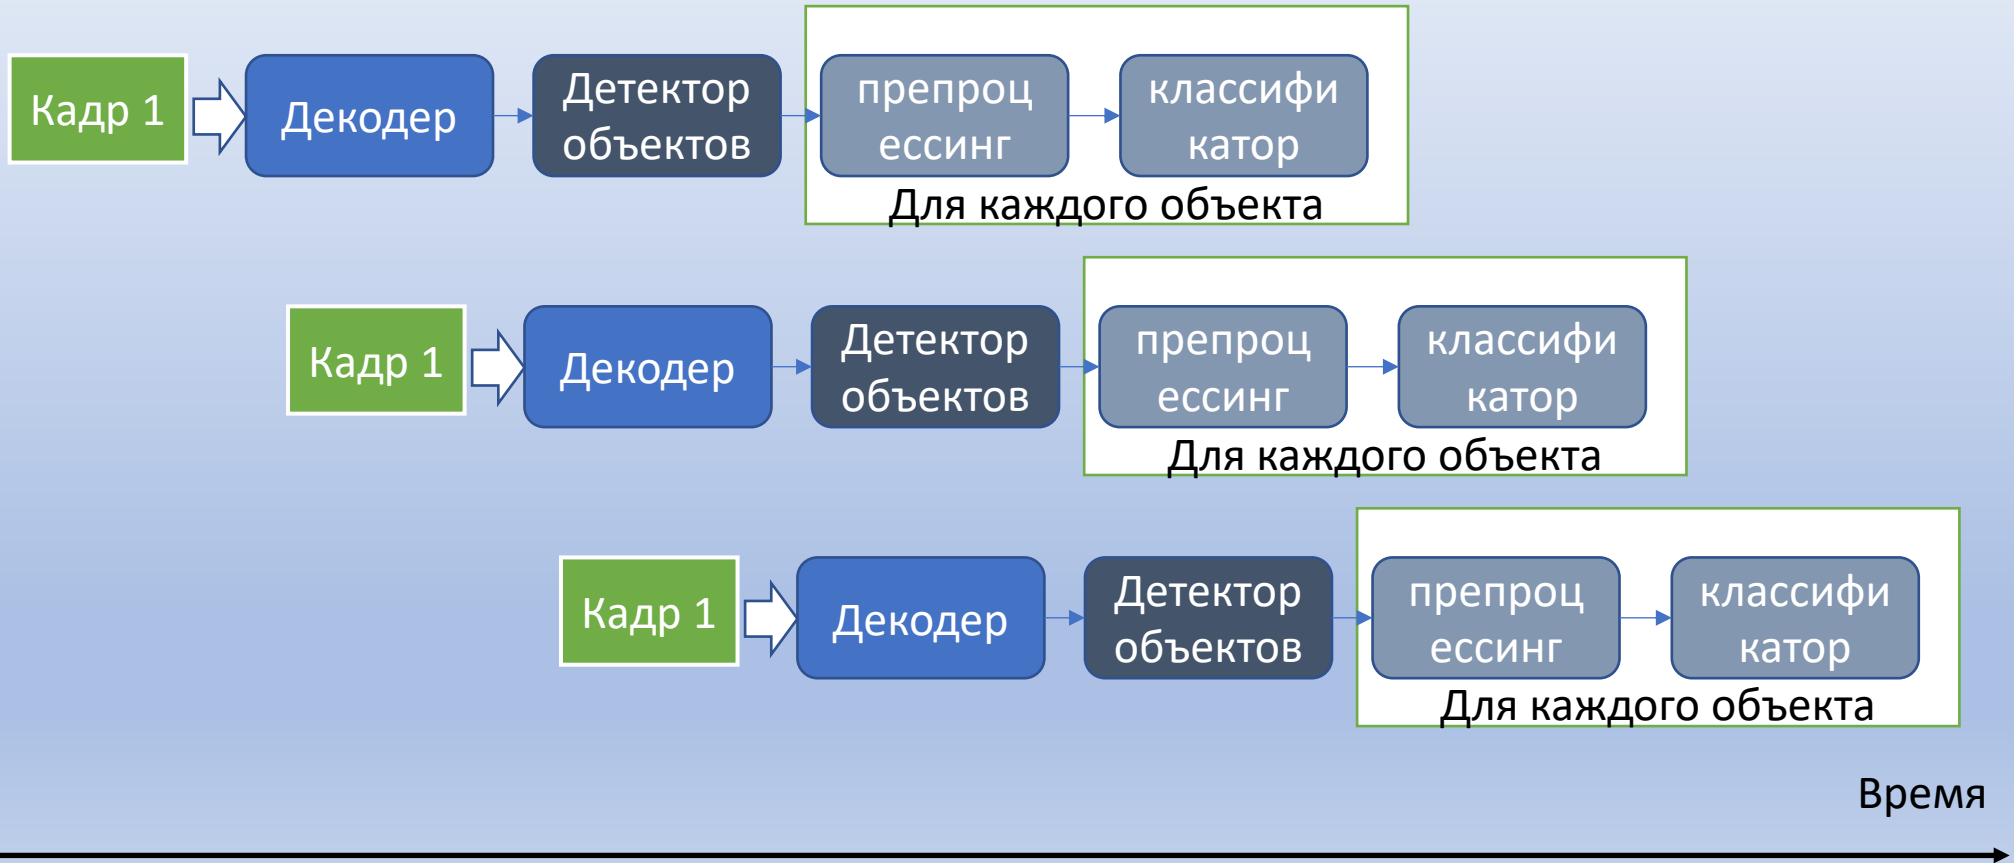 Кадр 1
Декодер
Детектор
объектов
препроц
ессинг
классифи
катор
Для каждого объекта
Кадр 1
Декодер
Детектор
объектов
препроц
ессинг
классифи
катор
Для каждого объекта
Кадр 1
Декодер
Детектор
объектов
препроц
ессинг
классифи
катор
Для каждого объекта
Время